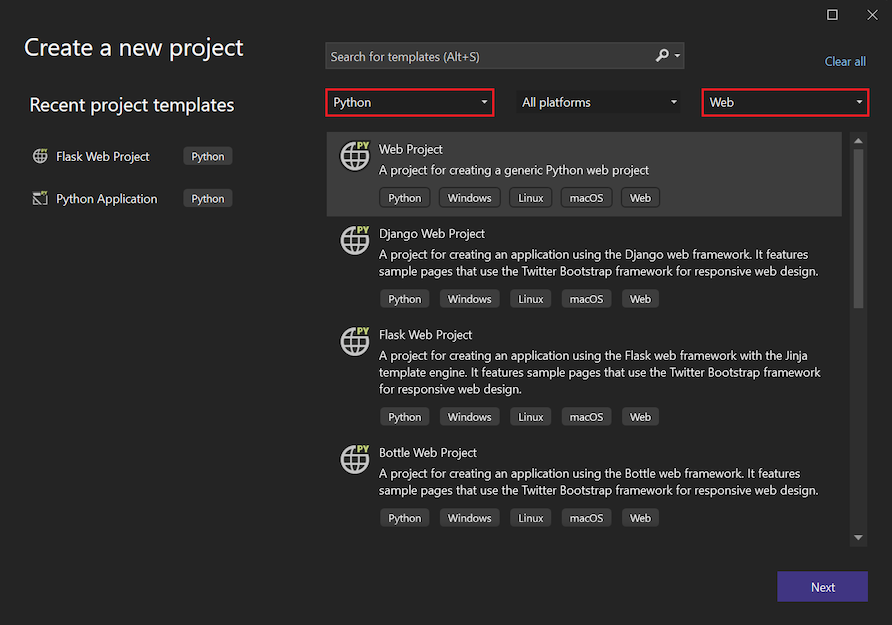 Create a new project
Search for templates (Alt+S)
Clear all
Recent project templates
Python
All platforms
Web
Flask Web Project
Python
Python Application
Python
PY
Web Project
A project for creating a generic Python web project
Python Windows Linux macOS Web
PY
Django Web Project
A project for creating an application using the Django web framework. It features
sample pages that use the Twitter Bootstrap framework for responsive web design.
Python Windows Linux macOS Web
PY
Flask Web Project
A project for creating an application using the Flask web framework with the Jinja
template engine. It features sample pages that use the Twitter Bootstrap framework
for responsive web design.
Python Windows Linux macOS Web
PY
Bottle Web Project
A project for creating an application using the Bottle web framework. It features
sample pages that use the Twitter Bootstrap framework for responsive web design.
Python Windows Linux macOS Web
Next